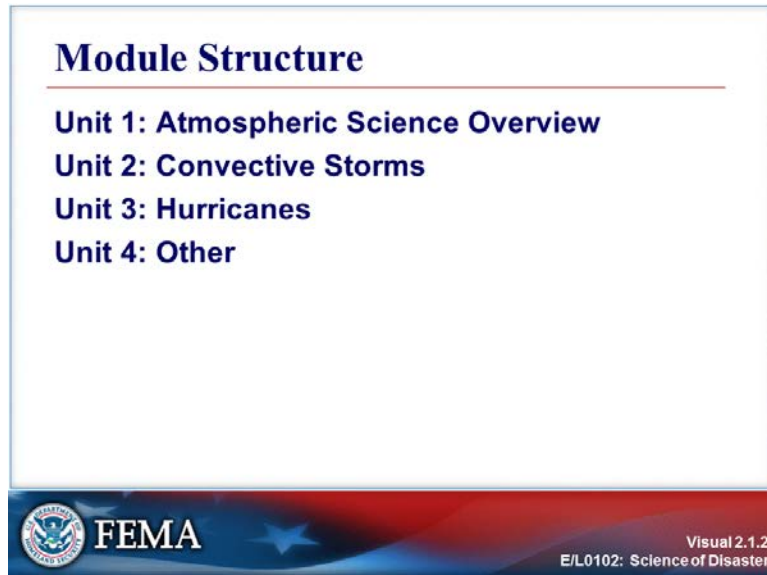 Module Structure
Unit 1: Atmospheric Science Overview
Unit 2: Convective Storms
Unit 3: Hurricanes
Unit 4: Other
FEMA
Visual 2.1.2
E/L0102: Science of Disaster